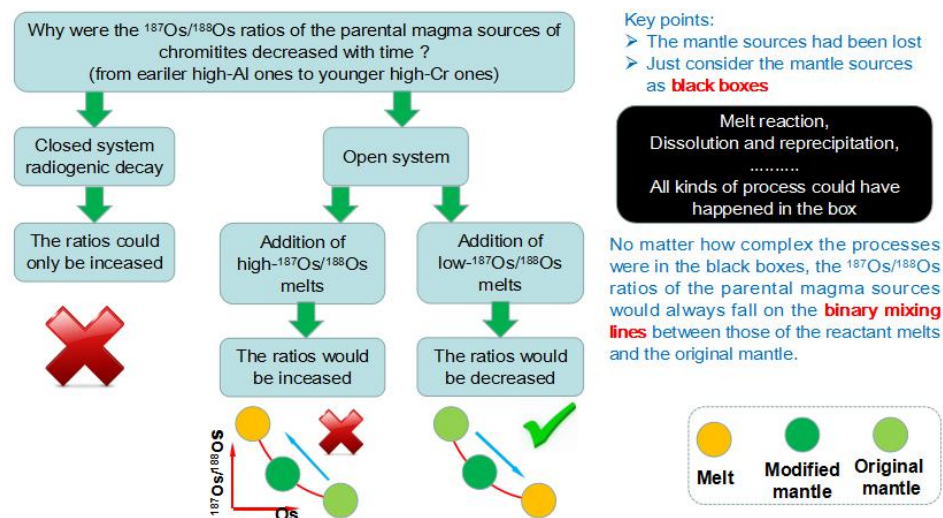 Why were the ¹⁸⁷Os/¹⁸⁸Os ratios of the parental magma sources of
chromitites decreased with time ?
(from eariler high-Al ones to younger high-Cr ones)
Closed system
radiogenic decay
The ratios could
only be inceased
Open system
Addition of
high-¹⁸⁷Os/¹⁸⁸Os
melts
The ratios would
be inceased
Addition of
low-¹⁸⁷Os/¹⁸⁸Os
melts
The ratios would
be decreased
¹⁸⁷Os/¹⁸⁸Os
Os
Key points:
➢ The mantle sources had been lost
➢ Just consider the mantle sources
as black boxes
Melt reaction,
Dissolution and reprecipitation,
..........
All kinds of process could have
happened in the box
No matter how complex the processes
were in the black boxes, the ¹⁸⁷Os/¹⁸⁸Os
ratios of the parental magma sources
would always fall on the binary mixing
lines between those of the reactant melts
and the original mantle.
Melt
Modified
mantle
Original
mantle